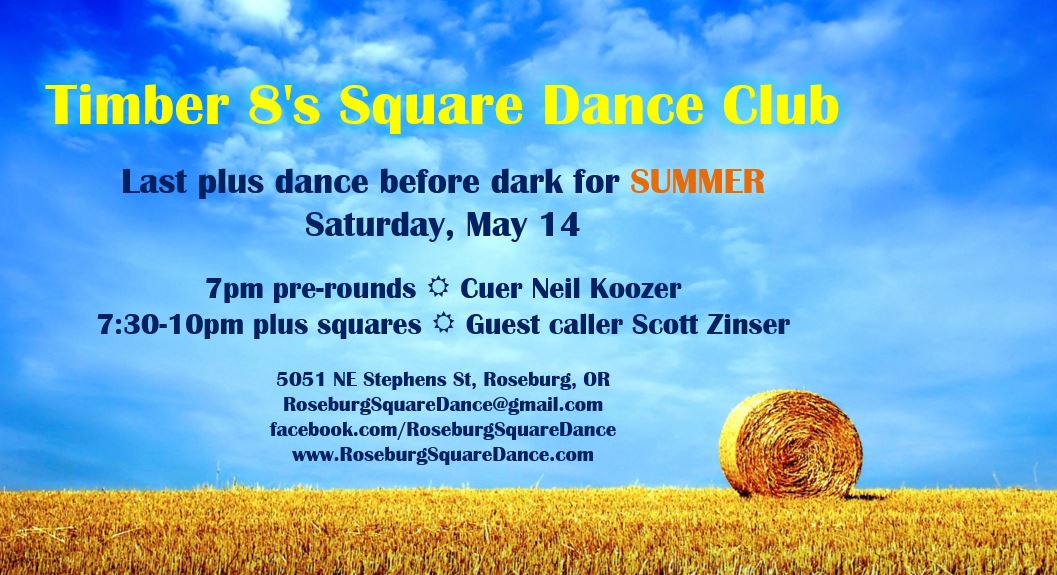 Timber 8's Square Dance Club
Last plus dance before dark for SUMMER
Saturday, May 14
7pm pre-rounds ☼ Cuer Neil Koozer
7:30-10pm plus squares ☼ Guest caller Scott Zinser
5051 NE Stephens St, Roseburg, OR
RoseburgSquareDance@gmail.com
facebook.com/RoseburgSquareDance
www.RoseburgSquareDance.com